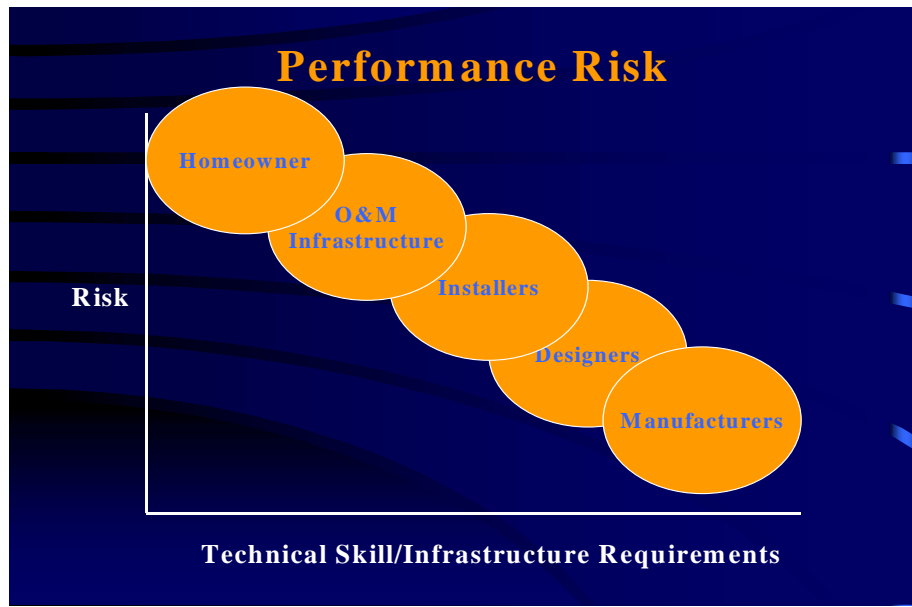 Performance Risk
Homeowner
O&M
Infrastructure
Installers
Risk
Designers
Manufacturers
Technical Skill/Infrastructure Requirements